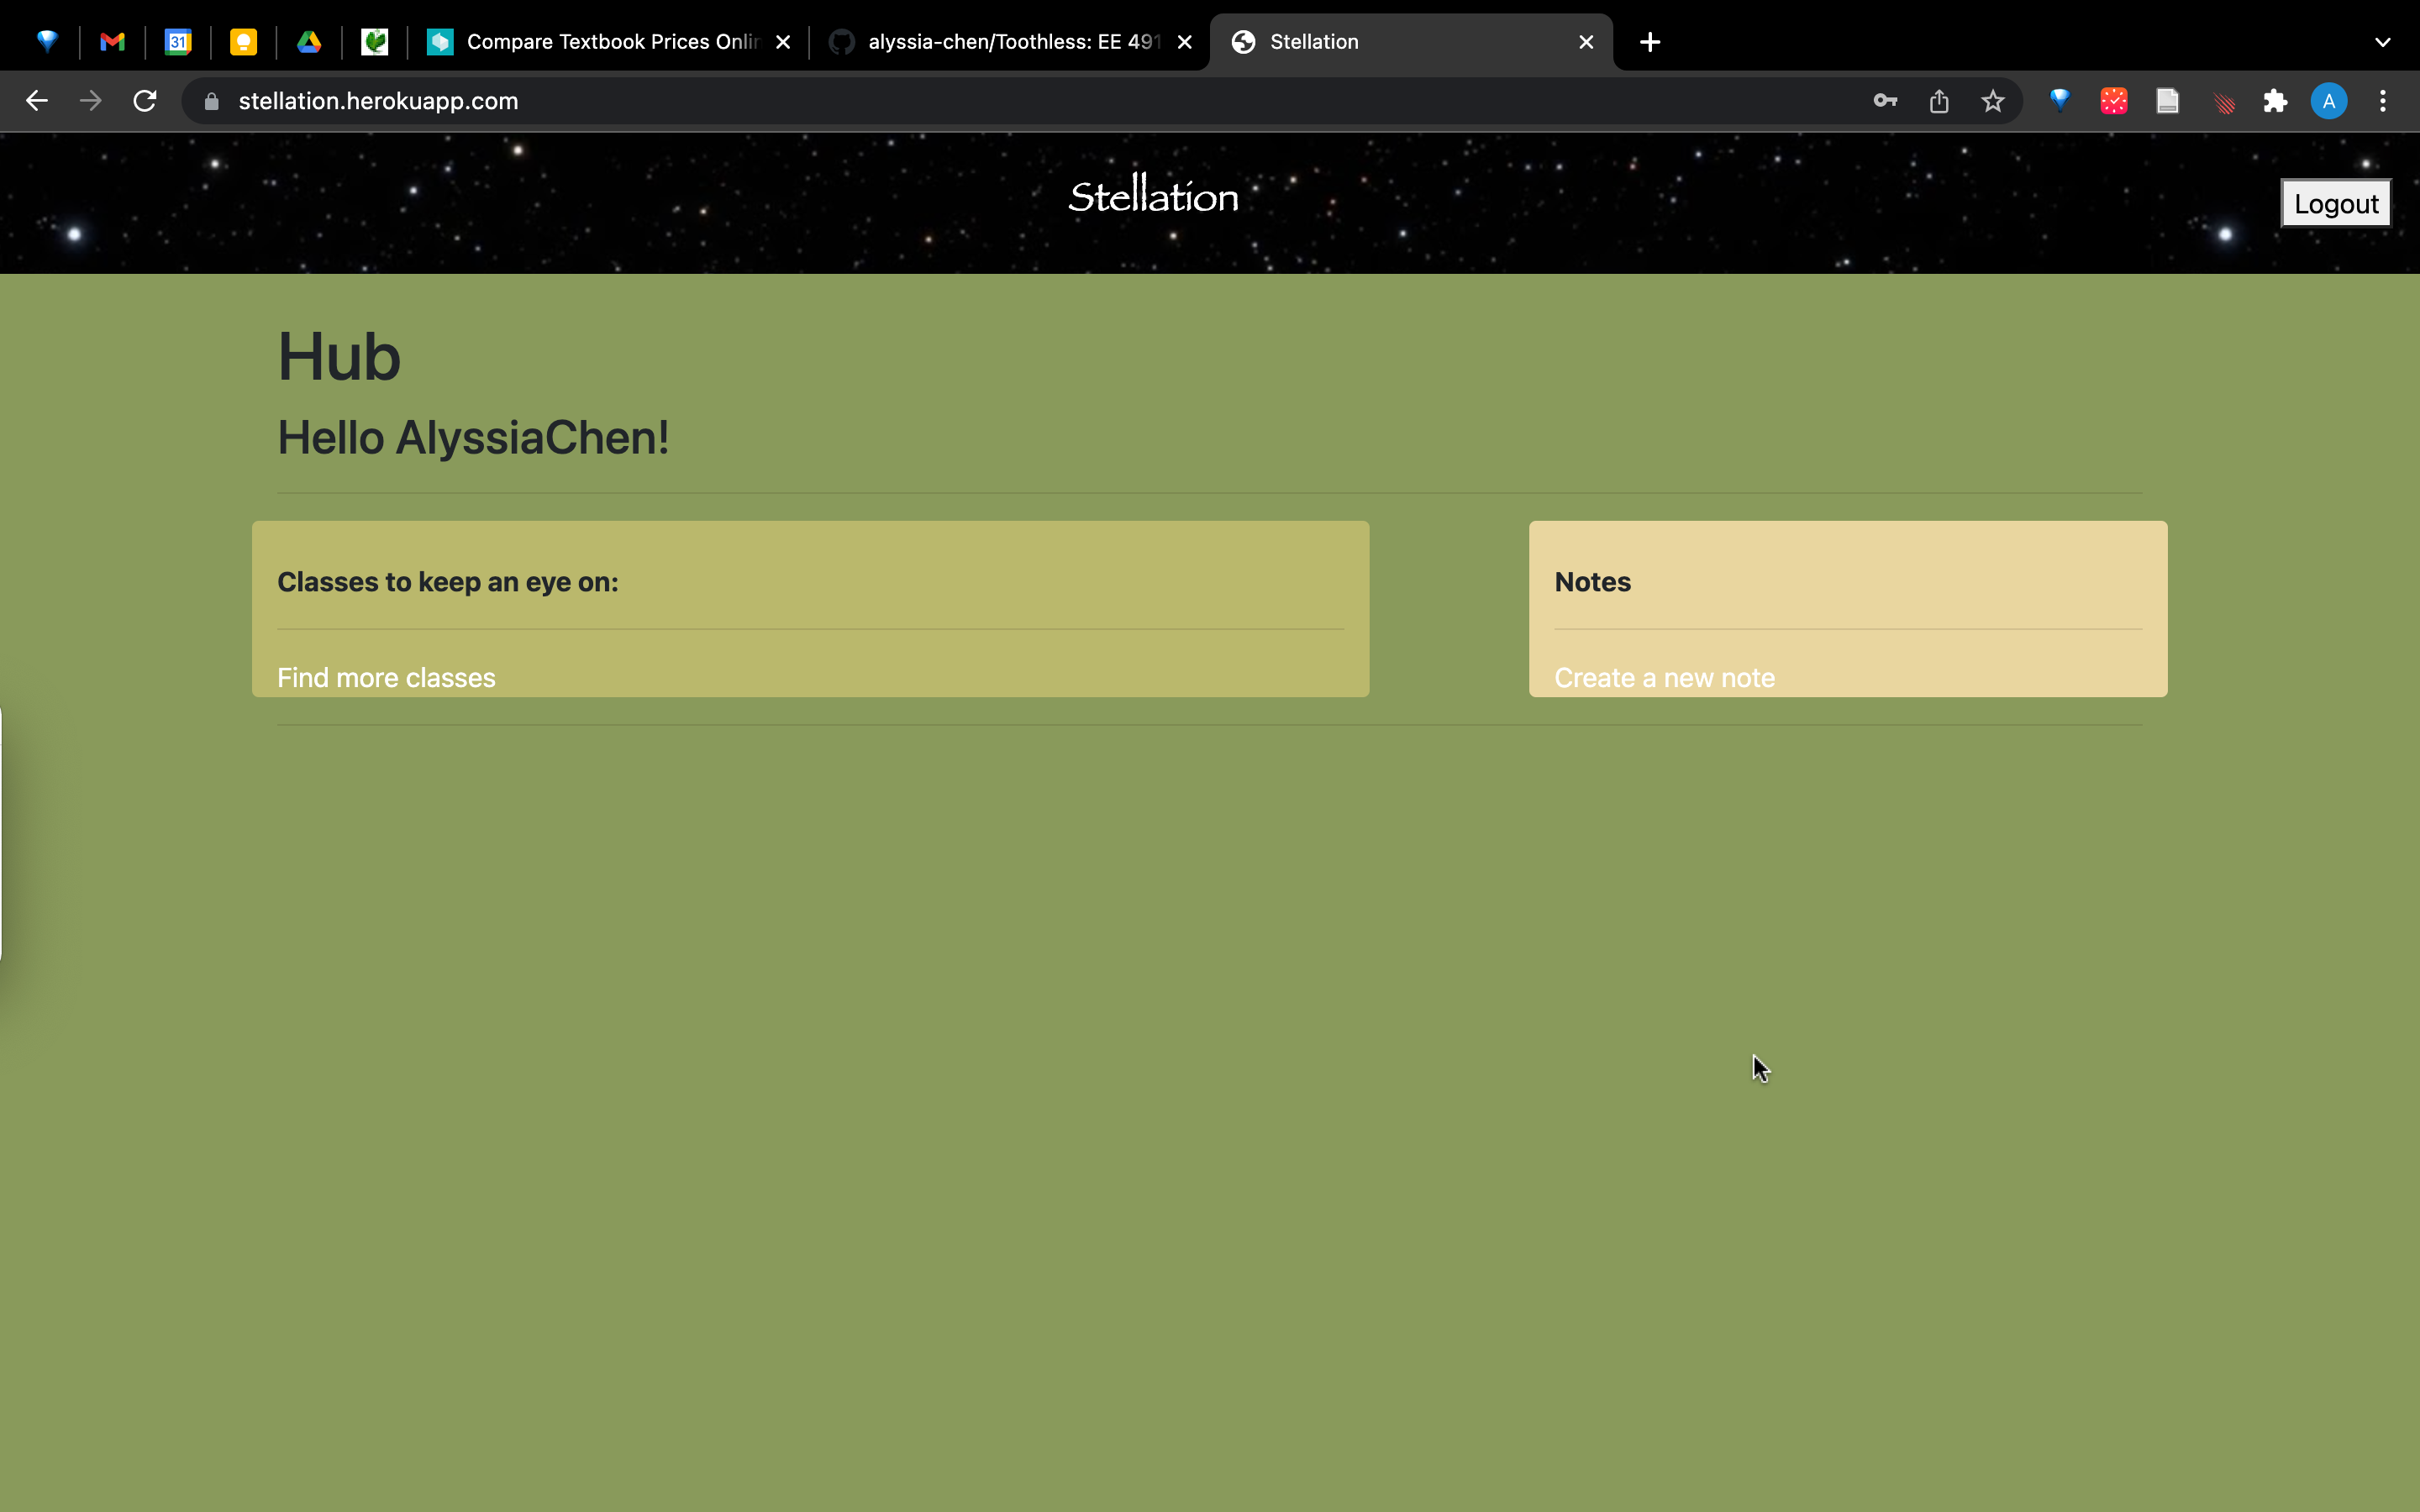 31
Compare Textbook Prices Onlin
alyssia-chen/Toothless: EE 491
Stellation
stellation.herokuapp.com
A
Stellation
Logout
Hub
Hello AlyssiaChen!
Classes to keep an eye on:
Notes
Find more classes
Create a new note